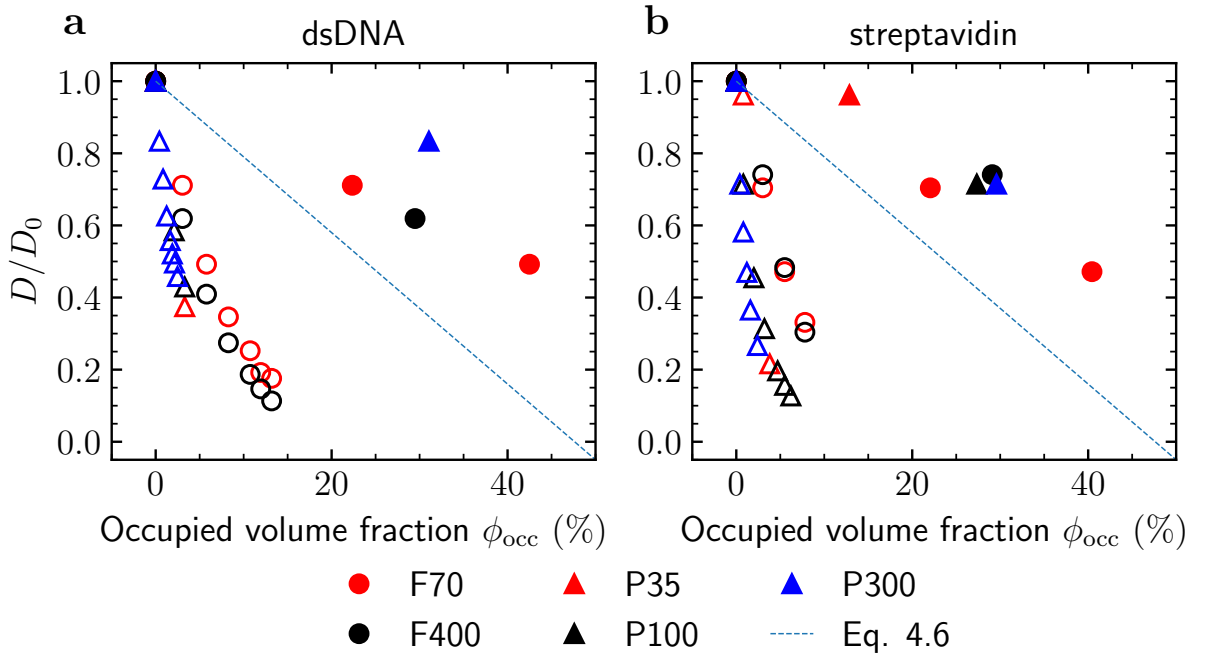 a
dsDNA
b
streptavidin
D/D₀
1.0
0.8
0.6
0.4
0.2
0.0
0
20
40
Occupied volume fraction ϕocc (%)
1.0
0.8
0.6
0.4
0.2
0.0
0
20
40
Occupied volume fraction ϕocc (%)
F70
P35
P300
F400
P100
Eq. 4.6